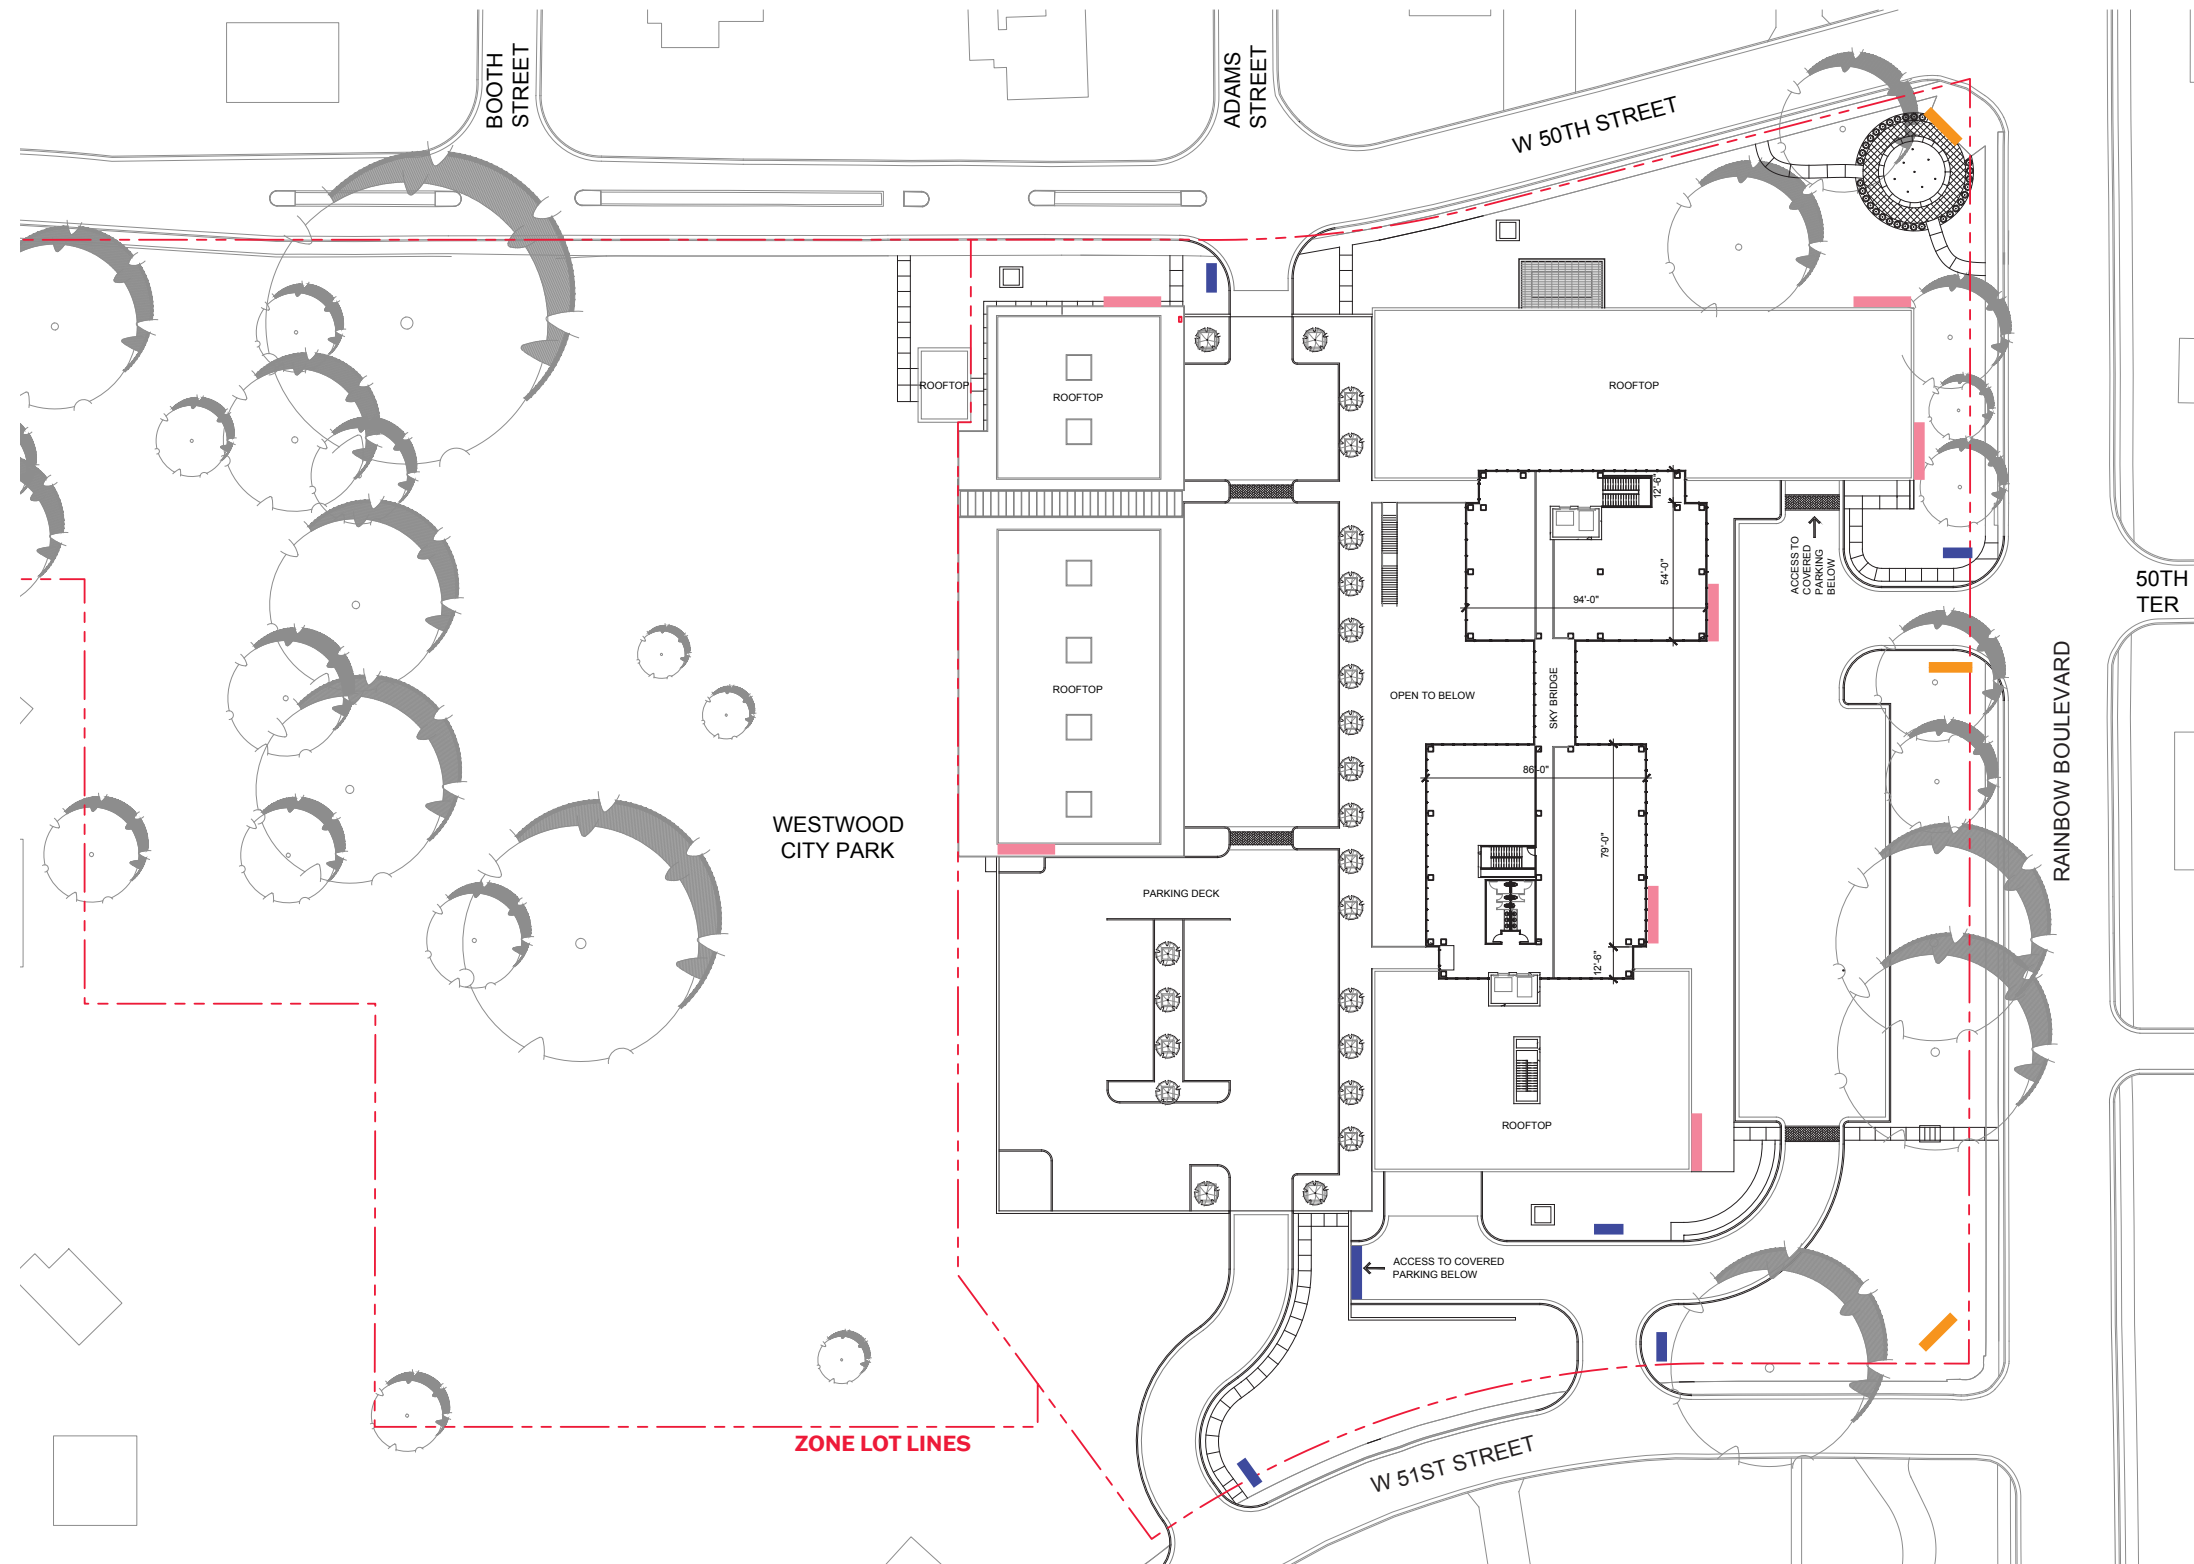 BOOTH
STREET
ADAMS
STREET
W 50TH STREET
ROOFTOP
ROOFTOP
ROOFTOP
12'-6"
ACCESS TO
COVERED
PARKING
BELOW
54'-0"
94'-0"
50TH
TER
OPEN TO BELOW
SKY BRIDGE
ROOFTOP
RAINBOW BOULEVARD
86'-0"
WESTWOOD
CITY PARK
79'-0"
PARKING DECK
12'-6"
ROOFTOP
ACCESS TO COVERED
PARKING BELOW
ZONE LOT LINES
W 51ST STREET